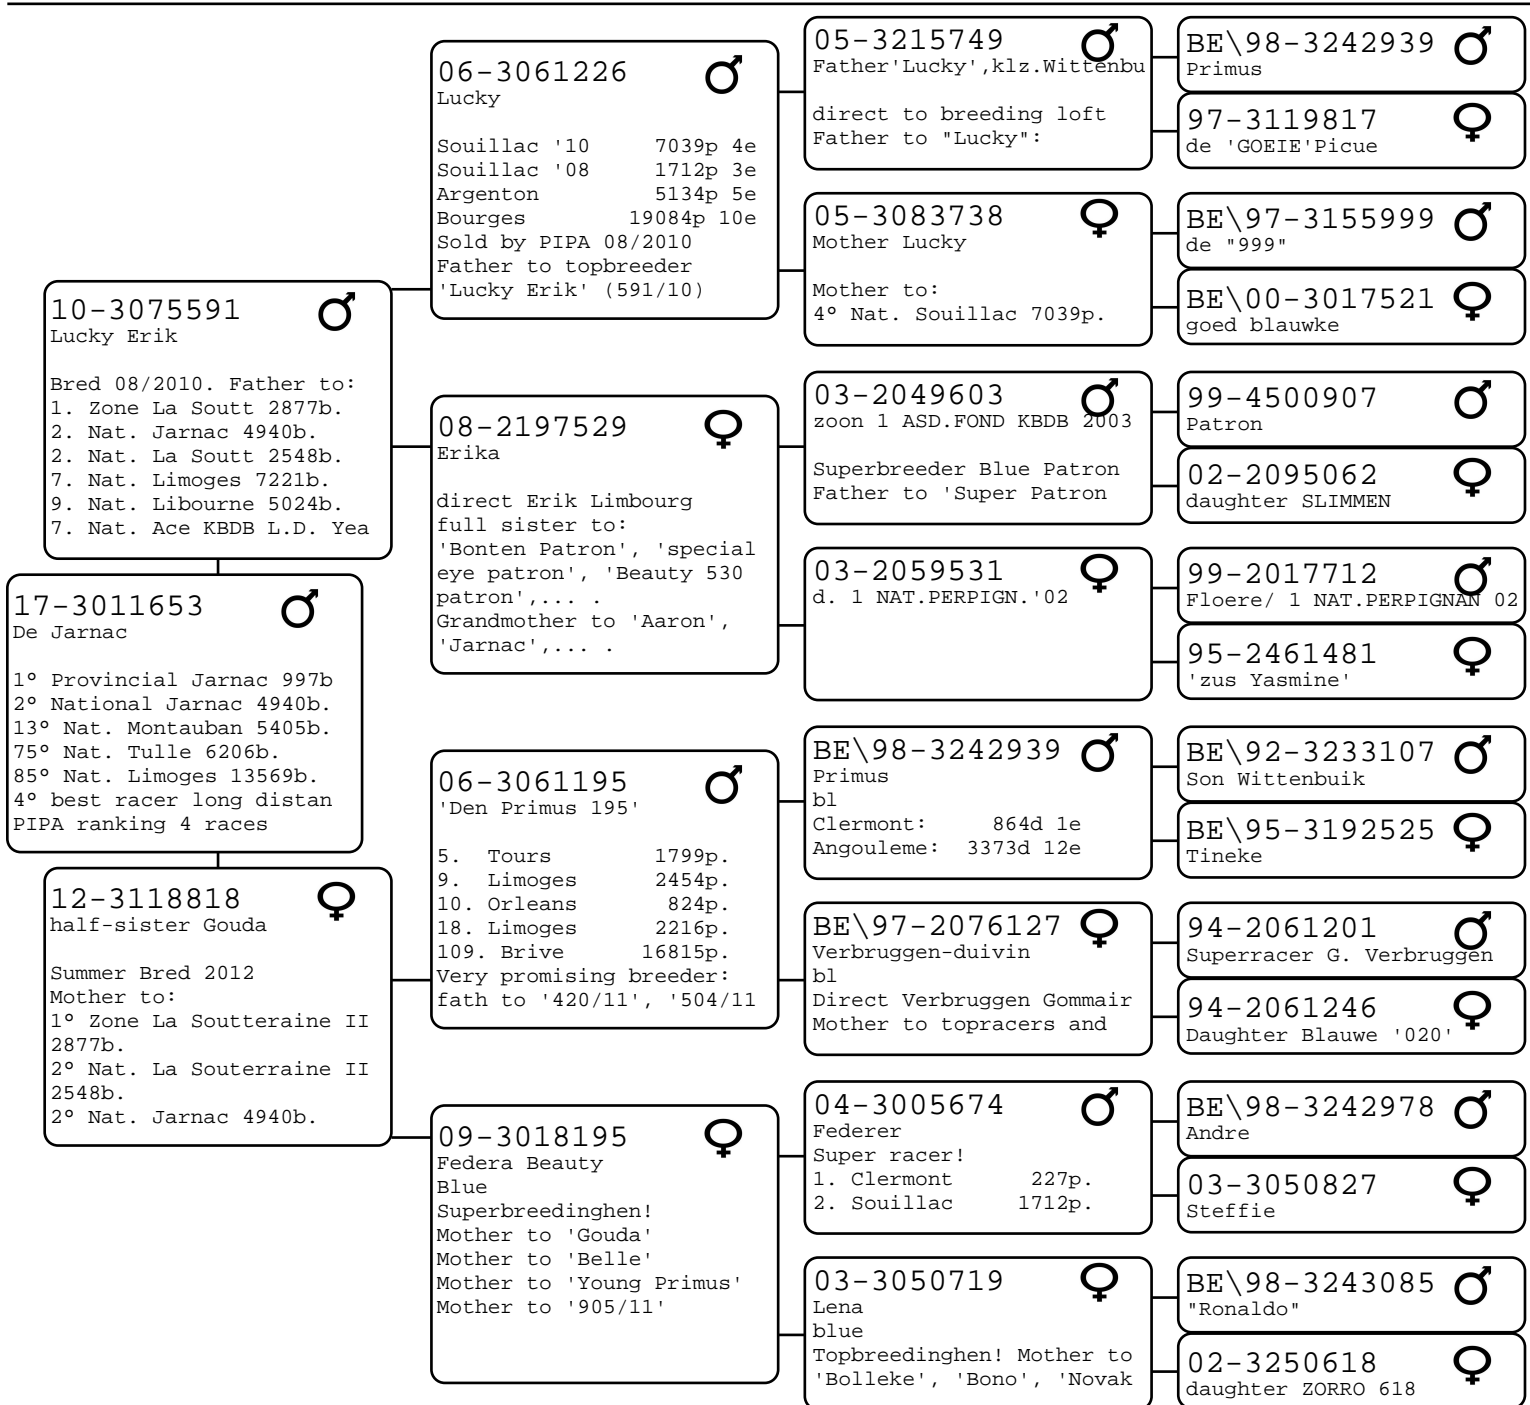 17-3011653
De Jarnac
1° Provincial Jarnac 997b
2° National Jarnac 4940b.
13° Nat. Montauban 5405b.
75° Nat. Tulle 6206b.
85° Nat. Limoges 13569b.
4° best racer long distan
PIPA ranking 4 races
10-3075591
Lucky Erik
Bred 08/2010. Father to:
1. Zone La Soutt 2877b.
2. Nat. Jarnac 4940b.
2. Nat. La Soutt 2548b.
7. Nat. Limoges 7221b.
9. Nat. Libourne 5024b.
7. Nat. Ace KBDB L.D. Yea
12-3118818
half-sister Gouda
Summer Bred 2012
Mother to:
1° Zone La Soutteraine II
2877b.
2° Nat. La Souterraine II
2548b.
2° Nat. Jarnac 4940b.
06-3061226
Lucky
Souillac '10 7039p 4e
Souillac '08 1712p 3e
Argenton 5134p 5e
Bourges 19084p 10e
Sold by PIPA 08/2010
Father to topbreeder
'Lucky Erik' (591/10)
08-2197529
Erika
direct Erik Limbourg
full sister to:
'Bonten Patron', 'special
eye patron', 'Beauty 530
patron',... .
Grandmother to 'Aaron',
'Jarnac',... .
06-3061195
'Den Primus 195'
5. Tours 1799p.
9. Limoges 2454p.
10. Orleans 824p.
18. Limoges 2216p.
109. Brive 16815p.
Very promising breeder:
fath to '420/11', '504/11
09-3018195
Federa Beauty
Blue
Superbreedinghen!
Mother to 'Gouda'
Mother to 'Belle'
Mother to 'Young Primus'
Mother to '905/11'
05-3215749
Father'Lucky',klz.Wittenbu
direct to breeding loft
Father to "Lucky":
05-3083738
Mother Lucky
Mother to:
4° Nat. Souillac 7039p.
03-2049603
zoon 1 ASD.FOND KBDB 2003
Superbreeder Blue Patron
Father to 'Super Patron
03-2059531
d. 1 NAT.PERPIGN.'02
BE\98-3242939
Primus
bl
Clermont: 864d 1e
Angouleme: 3373d 12e
BE\97-2076127
Verbruggen-duivin
bl
Direct Verbruggen Gommair
Mother to topracers and
04-3005674
Federer
Super racer!
1. Clermont 227p.
2. Souillac 1712p.
03-3050719
Lena
blue
Topbreedinghen! Mother to
'Bolleke', 'Bono', 'Novak
BE\98-3242939
Primus
97-3119817
de 'GOEIE'Picue
BE\97-3155999
de "999"
BE\00-3017521
goed blauwke
99-4500907
Patron
02-2095062
daughter SLIMMEN
99-2017712
Floere/ 1 NAT.PERPIGNAN 02
95-2461481
'zus Yasmine'
BE\92-3233107
Son Wittenbuik
BE\95-3192525
Tineke
94-2061201
Superracer G. Verbruggen
94-2061246
Daughter Blauwe '020'
BE\98-3242978
Andre
03-3050827
Steffie
BE\98-3243085
"Ronaldo"
02-3250618
daughter ZORRO 618